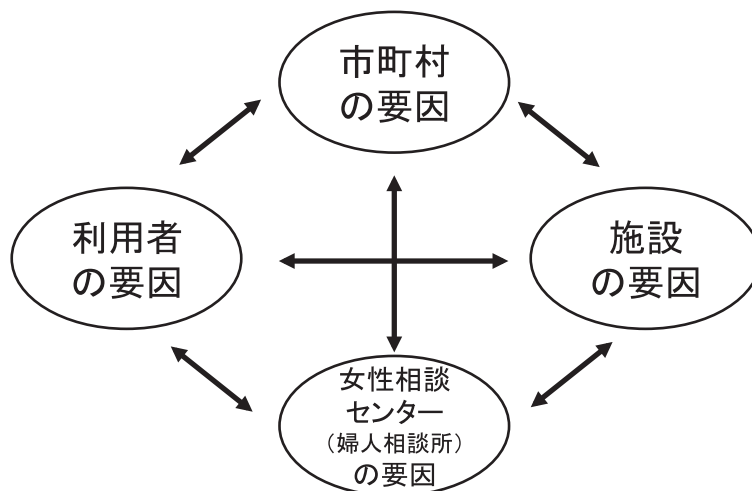 市町村
の要因
利用者
の要因
施設
の要因
女性相談
センター
（婦人相談所）
の要因